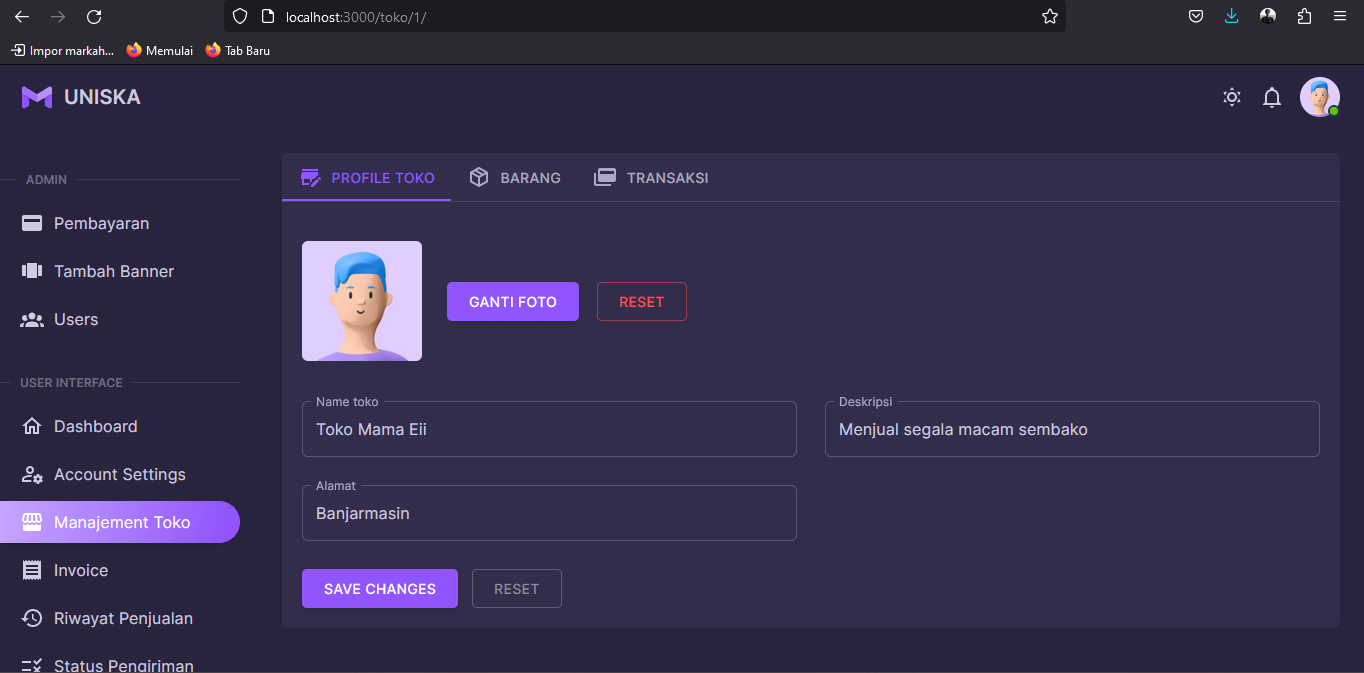 localhost:3000/toko/1/
Impor markah...
Memulai
Tab Baru
UNISKA
ADMIN
Pembayaran
Tambah Banner
Users
USER INTERFACE
Dashboard
Account Settings
Manajement Toko
Invoice
Riwayat Penjualan
Status Pengiriman
PROFILE TOKO
BARANG
TRANSAKSI
GANTI FOTO
RESET
Name toko
Toko Mama Eii
Deskripsi
Menjual segala macam sembako
Alamat
Banjarmasin
SAVE CHANGES
RESET